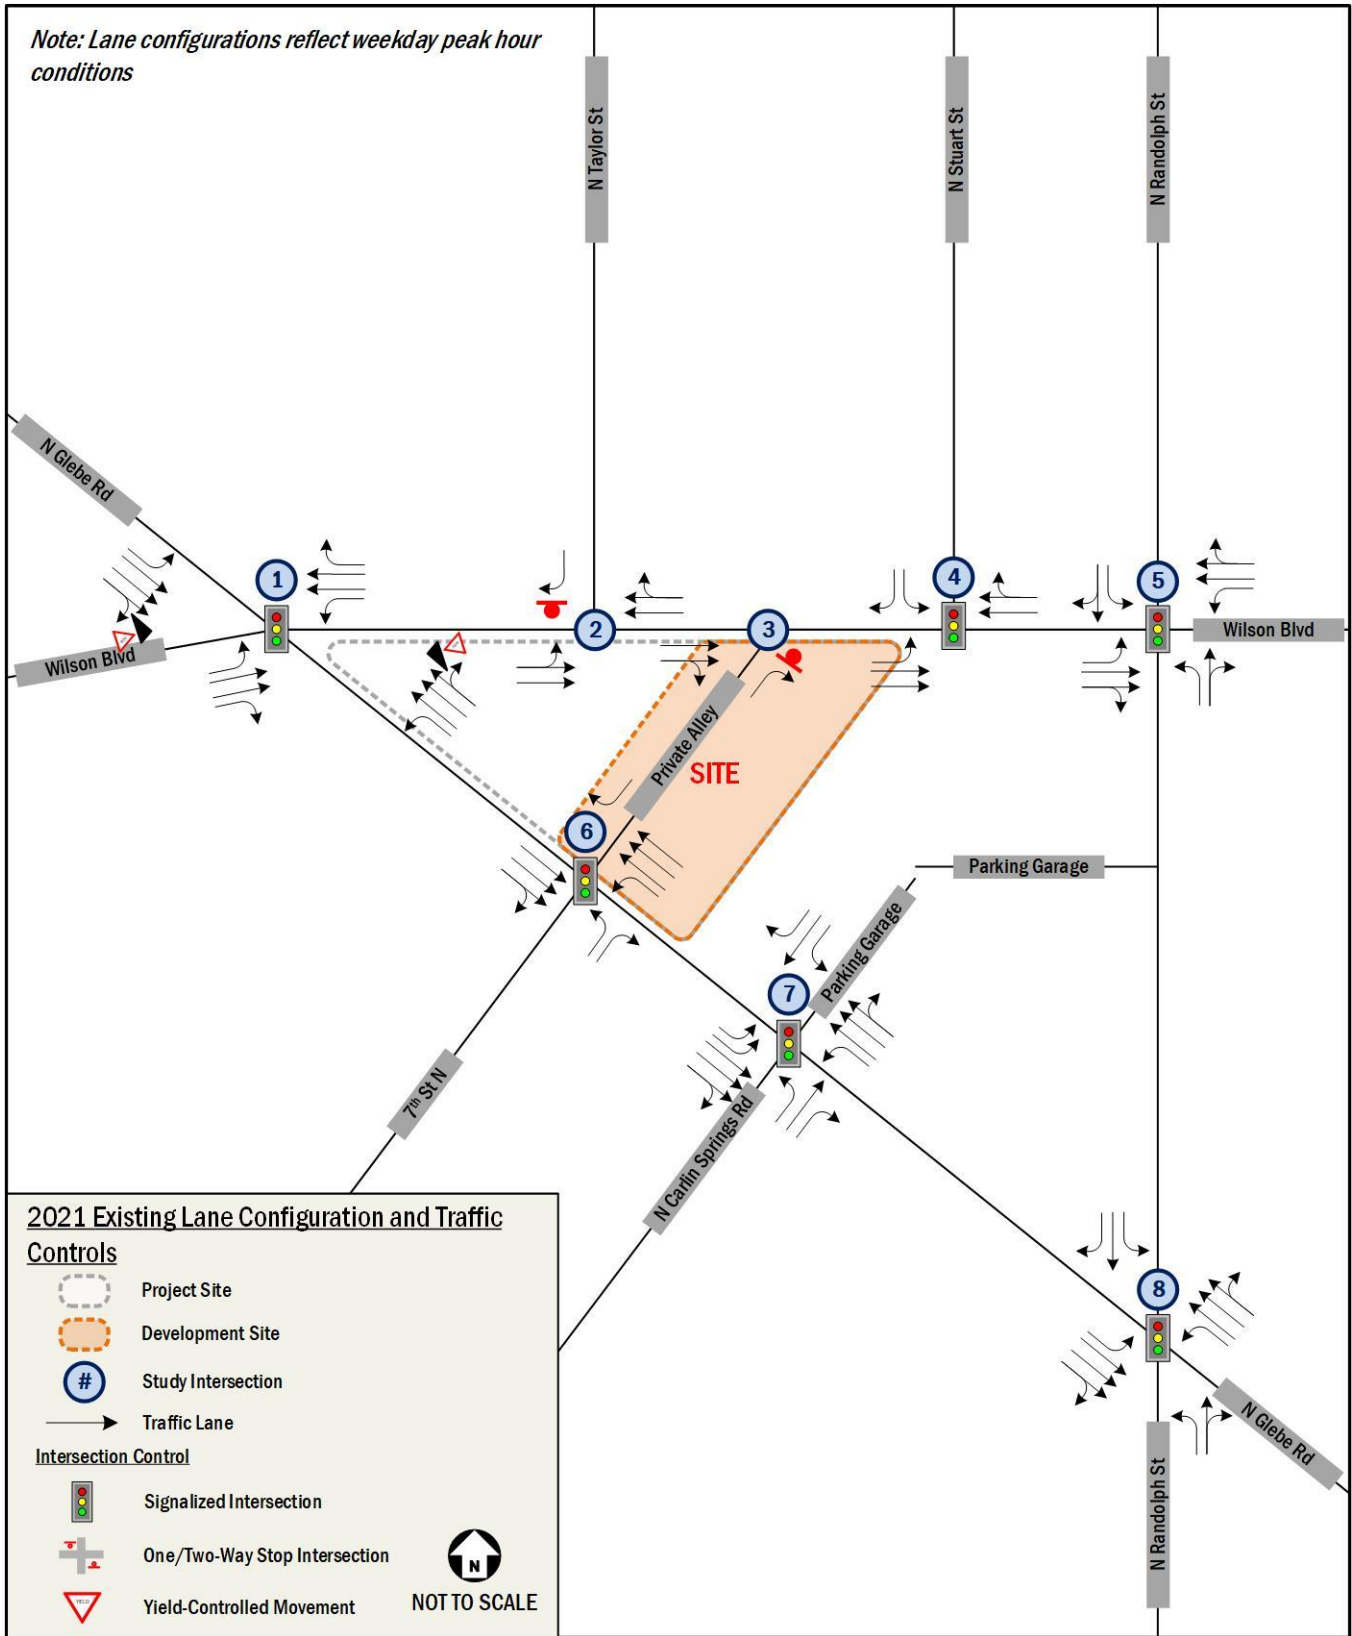 Note: Lane configurations reflect weekday peak hour
conditions
N Taylor St
N Stuart St
N Randolph St
N Glebe Rd
1
2
3
4
5
Wilson Blvd
Wilson Blvd
Private Alley
SITE
6
Parking Garage
Parking Garage
7
7th St N
N Carlin Springs Rd
8
N Glebe Rd
N Randolph St
2021 Existing Lane Configuration and Traffic
Controls
Project Site
Development Site
# Study Intersection
Traffic Lane
Intersection Control
Signalized Intersection
One/Two-Way Stop Intersection
YIELD Yield-Controlled Movement
N
NOT TO SCALE